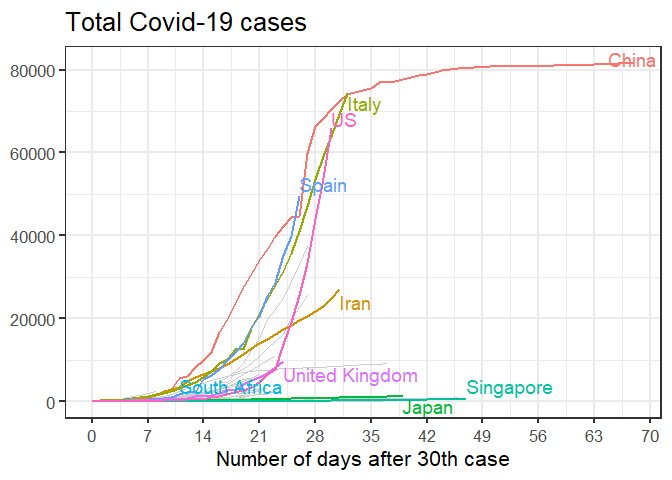 Total Covid-19 cases
80000
60000
40000
20000
0
China
Italy
US
Spain
Iran
United Kingdom
South Africa
Singapore
Japan
0 7 14 21 28 35 42 49 56 63 70
Number of days after 30th case